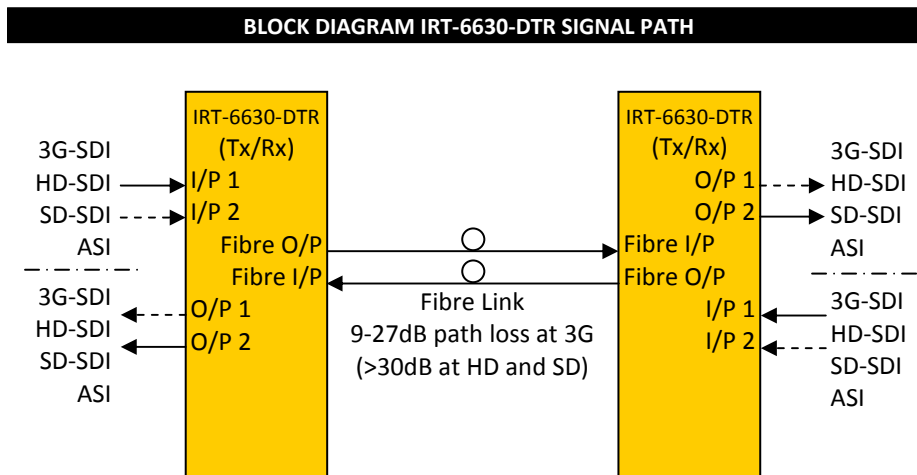 BLOCK DIAGRAM IRT-6630-DTR SIGNAL PATH
IRT-6630-DTR
(Tx/Rx)
3G-SDI
HD-SDI
SD-SDI
ASI
I/P 1
I/P 2
Fibre O/P
Fibre I/P
3G-SDI
HD-SDI
SD-SDI
ASI
O/P 1
O/P 2
Fibre Link
9-27dB path loss at 3G
(>30dB at HD and SD)
IRT-6630-DTR
(Tx/Rx)
O/P 1
O/P 2
Fibre I/P
Fibre O/P
I/P 1
I/P 2
3G-SDI
HD-SDI
SD-SDI
ASI
3G-SDI
HD-SDI
SD-SDI
ASI